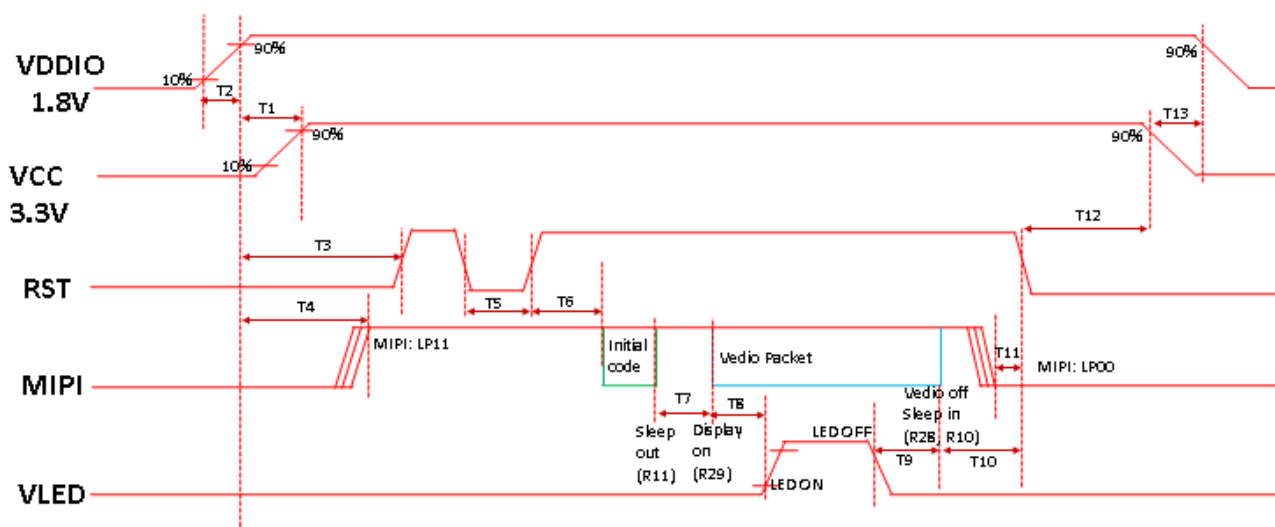 VDDIO
1.8V
10%
90%
90%
T2
T1
T13
VCC
3.3V
10%
90%
90%
T12
RST
T3
T5
T6
MIPI
T4
MIPI: LP11
Initial
code
Vedio Packet
T11
MIPI: LP00
T7
T8
Sleep
out
(R11)
Display
on
(R29)
Vedio off
Sleep in
(R28, R10)
T9
T10
VLED
LEDOFF
LEDON